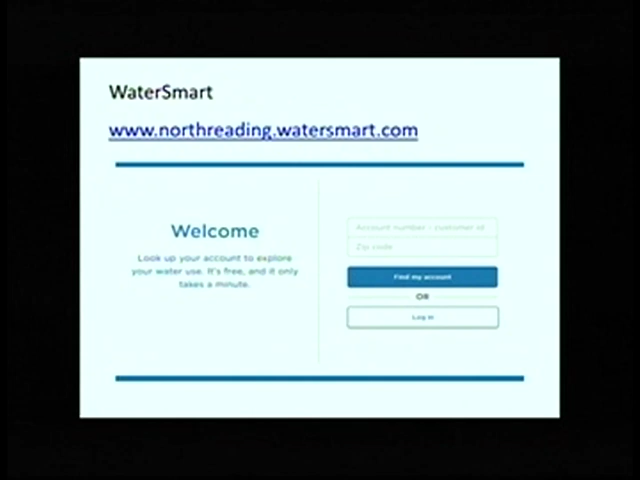 WaterSmart
www.northreading.watersmart.com
Welcome
Look up your account to explore
your water use. It's free, and it only
takes a minute.
Account number - customer id
Zip code
Find my account
OR
Log in